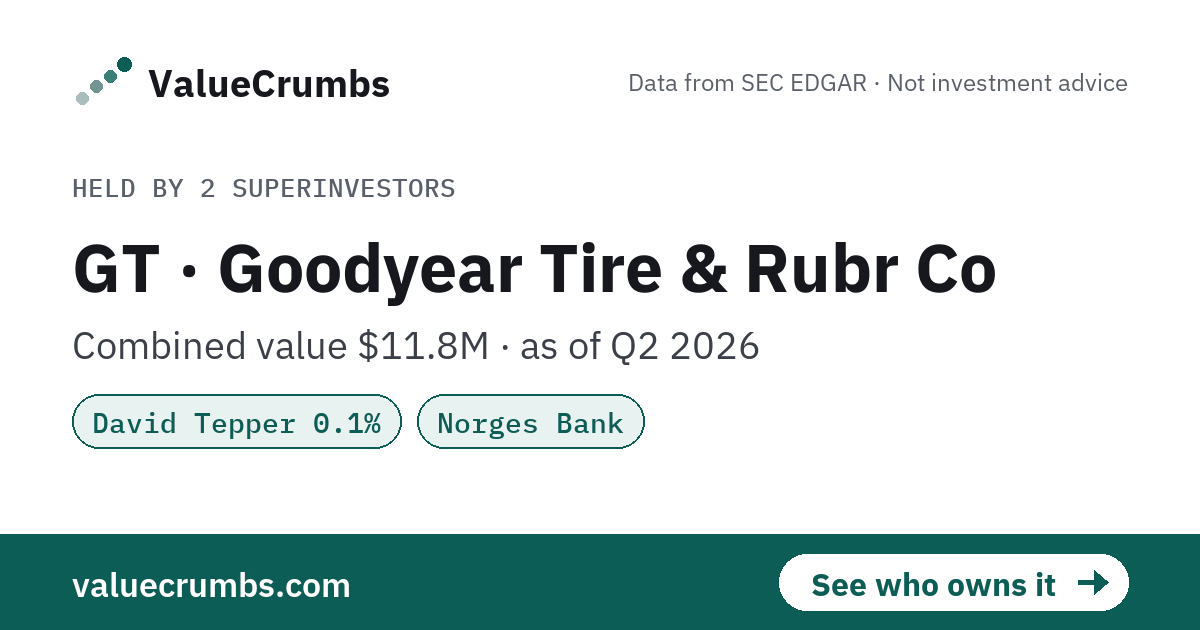 ValueCrumbs
Data from SEC EDGAR · Not investment advice
HELD BY 2 SUPERINVESTORS
GT · Goodyear Tire & Rubr Co
Combined value $11.8M · as of Q2 2026
David Tepper 0.1%
Norges Bank
valuecrumbs.com
See who owns it →